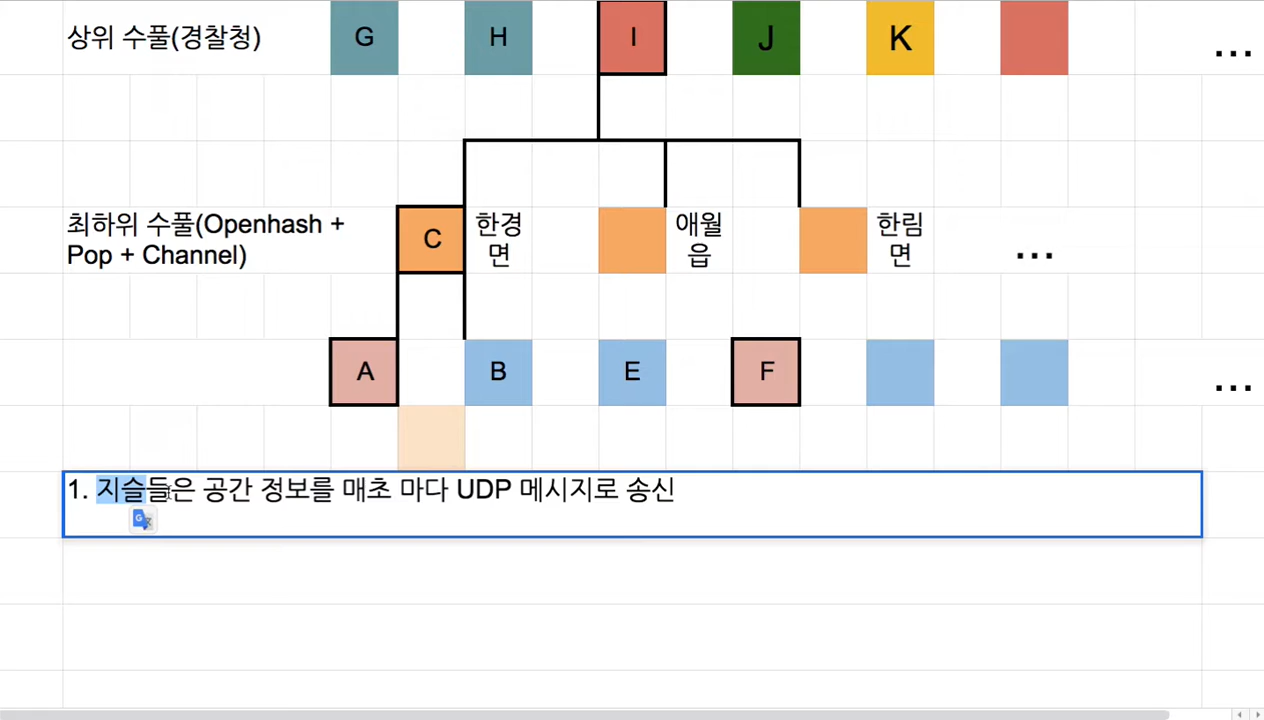 상위 수풀(경찰청)
G
H
I
J
K
...
최하위 수풀(Openhash +
Pop + Channel)
C
한경
면
애월
읍
한림
면
...
A
B
E
F
...
1. 지슬들은 공간 정보를 매초 마다 UDP 메시지로 송신